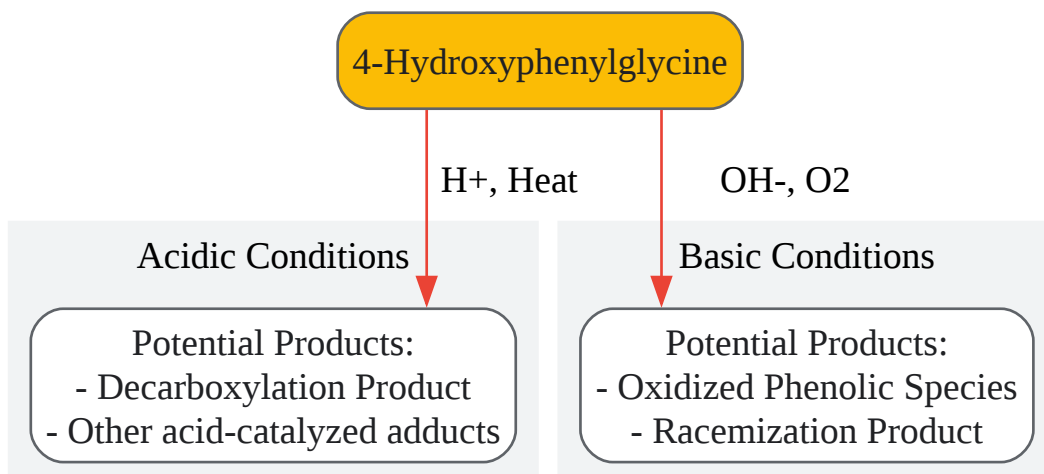 4-Hydroxyphenylglycine
H+, Heat
OH-, O2
Acidic Conditions
Basic Conditions
Potential Products:
- Decarboxylation Product
- Other acid-catalyzed adducts
Potential Products:
- Oxidized Phenolic Species
- Racemization Product